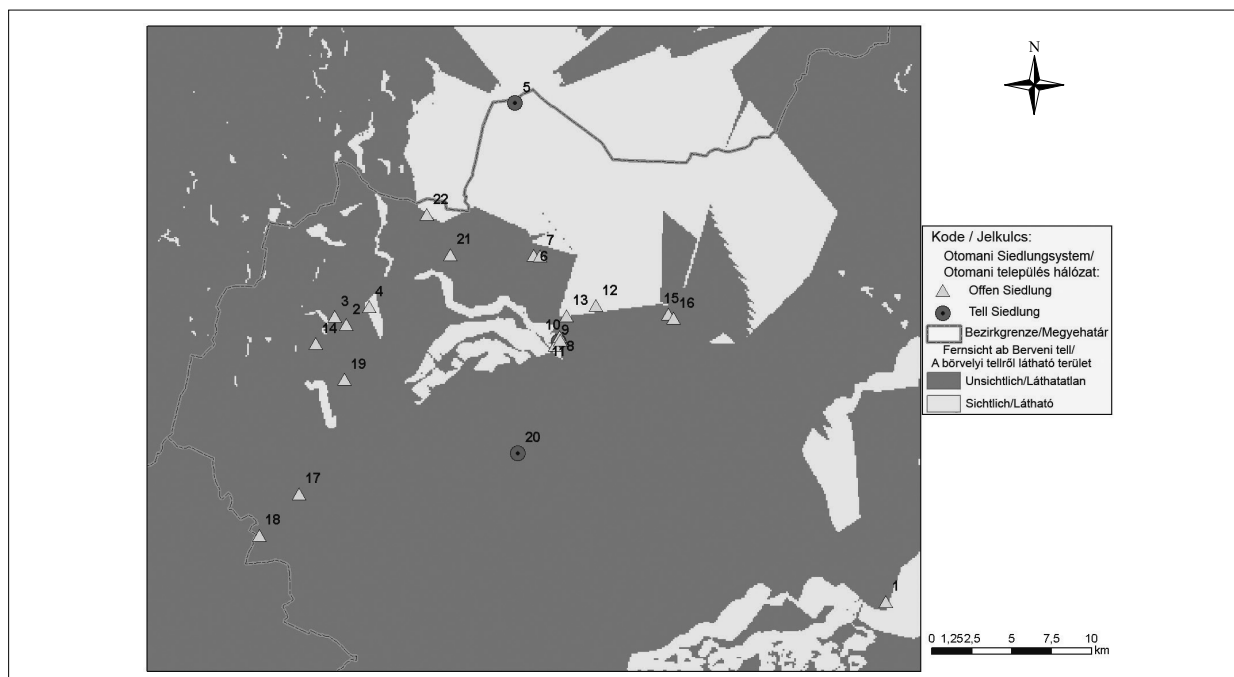 N
5
22
21
7
6
4
3
2
14
19
13
12
15
16
10
9
8
11
20
17
18
1
Kode / Jelkulcs:
Otomani Siedlungsystem/
Otomani település hálózat:
Offen Siedlung
Tell Siedlung
Bezirkgrenze/Megyehatár
Fernsicht ab Berveni tell/
A börvelyi tellről látható terület
Unsichtlich/Láthatatlan
Sichtlich/Látható
0 1,252,5 5 7,5 10
km